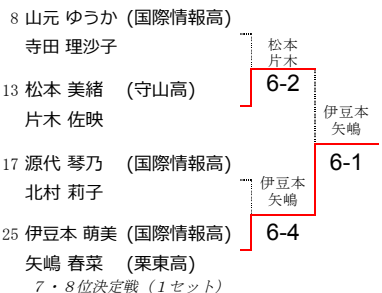 8 山元 ゆうか (国際情報高)
寺田 理沙子
松本
片木
13 松本 美緒 (守山高)
6-2
片木 佐映
伊豆本
矢嶋
17 源代 琴乃 (国際情報高)
6-1
北村 莉子
伊豆本
矢嶋
25 伊豆本 萌美 (国際情報高)
6-4
矢嶋 春菜 (栗東高)
7・8位決定戦（1セット）